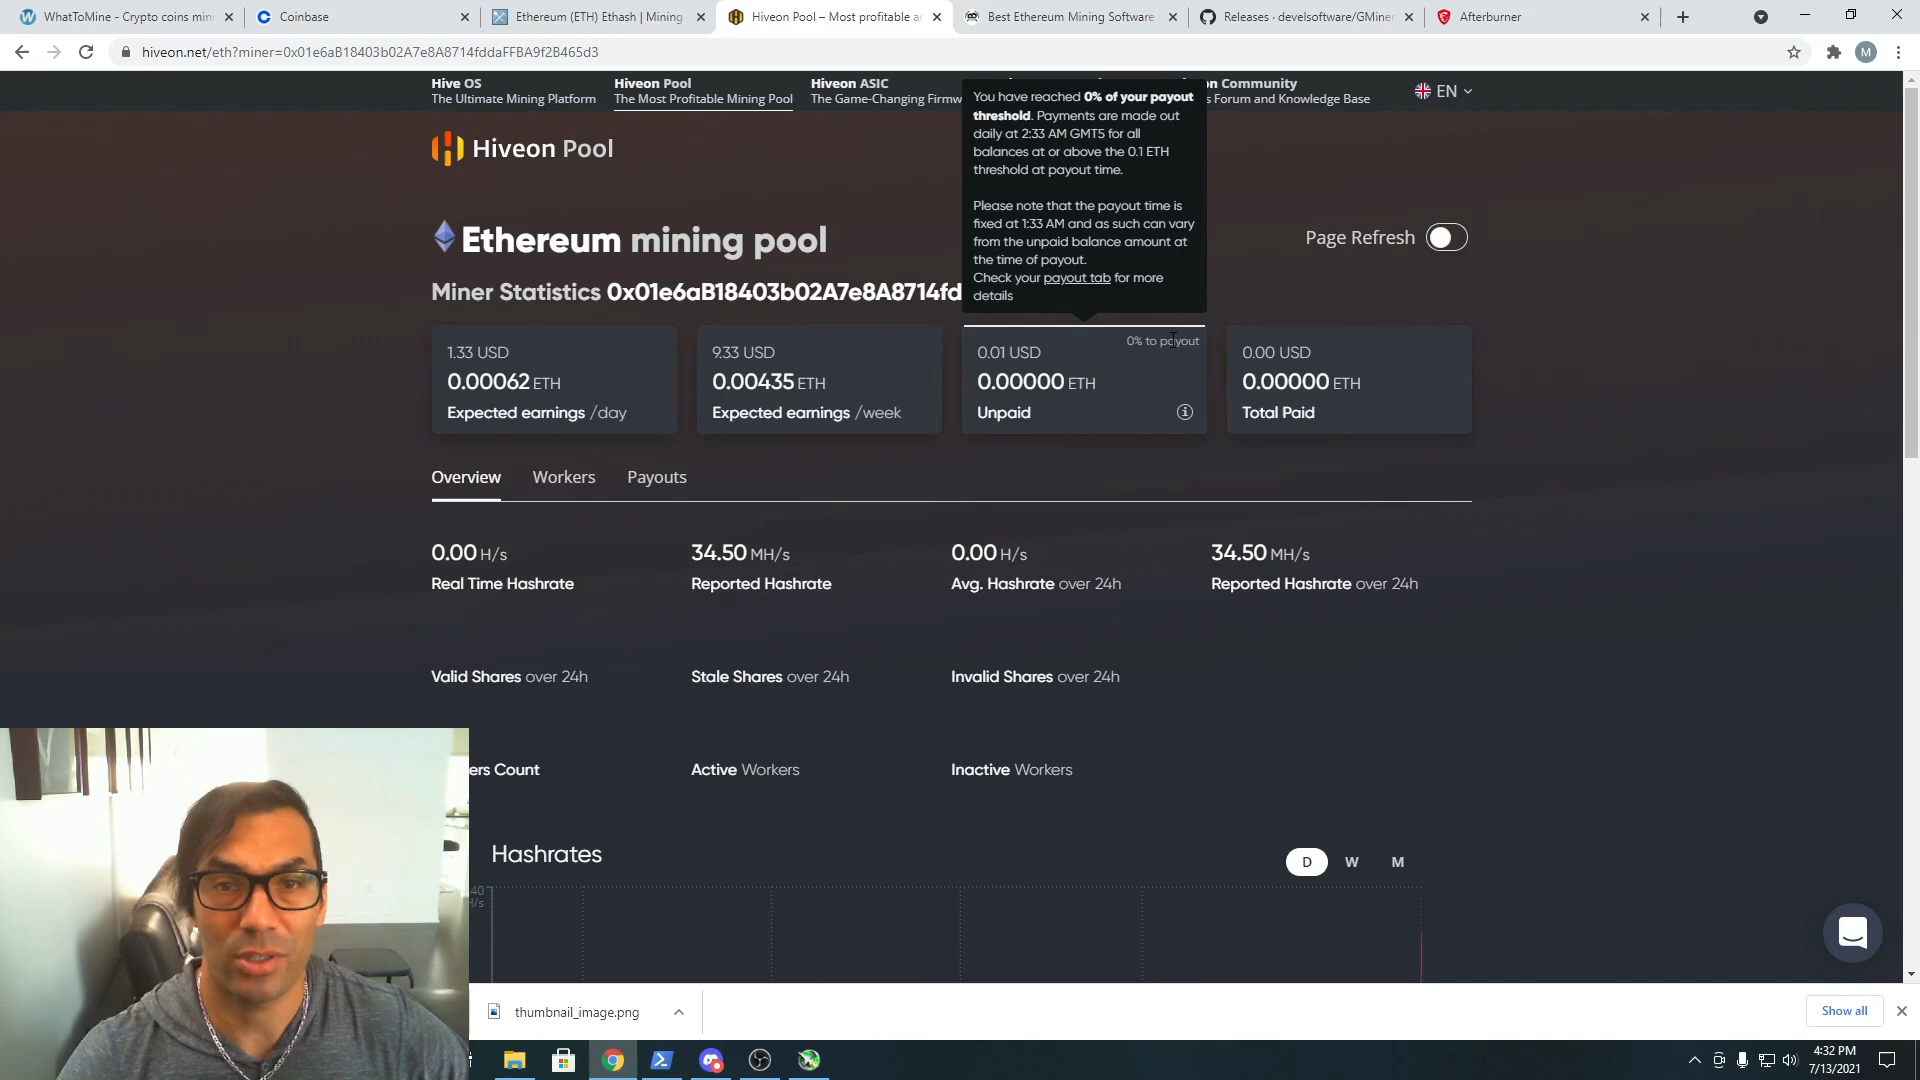 WhatToMine - Crypto coins mini
Coinbase
Ethereum (ETH) Ethash | Mining
Hiveon Pool – Most profitable a
Best Ethereum Mining Software
Releases · develsoftware/GMiner
Afterburner
hiveon.net/eth?miner=0x01e6aB18403b02A7e8A8714fddaFFBA9f2B465d3
M
Hive OS
The Ultimate Mining Platform
Hiveon Pool
The Most Profitable Mining Pool
Hiveon ASIC
The Game-Changing Firmw
on Community
s Forum and Knowledge Base
EN
You have reached 0% of your payout
threshold. Payments are made out
daily at 2:33 AM GMT5 for all
balances at or above the 0.1 ETH
threshold at payout time.
Please note that the payout time is
fixed at 1:33 AM and as such can vary
from the unpaid balance amount at
the time of payout.
Check your payout tab for more
details
Hiveon Pool
Ethereum mining pool
Page Refresh
Miner Statistics 0x01e6aB18403b02A7e8A8714fd
1.33 USD
0.00062 ETH
Expected earnings /day
9.33 USD
0.00435 ETH
Expected earnings /week
0% to payout
0.01 USD
0.00000 ETH
Unpaid
0.00 USD
0.00000 ETH
Total Paid
Overview
Workers
Payouts
0.00 H/s
Real Time Hashrate
34.50 MH/s
Reported Hashrate
0.00 H/s
Avg. Hashrate over 24h
34.50 MH/s
Reported Hashrate over 24h
Valid Shares over 24h
Stale Shares over 24h
Invalid Shares over 24h
ers Count
Active Workers
Inactive Workers
Hashrates
D
W
M
40
H/s
thumbnail_image.png
Show all
4:32 PM
7/13/2021